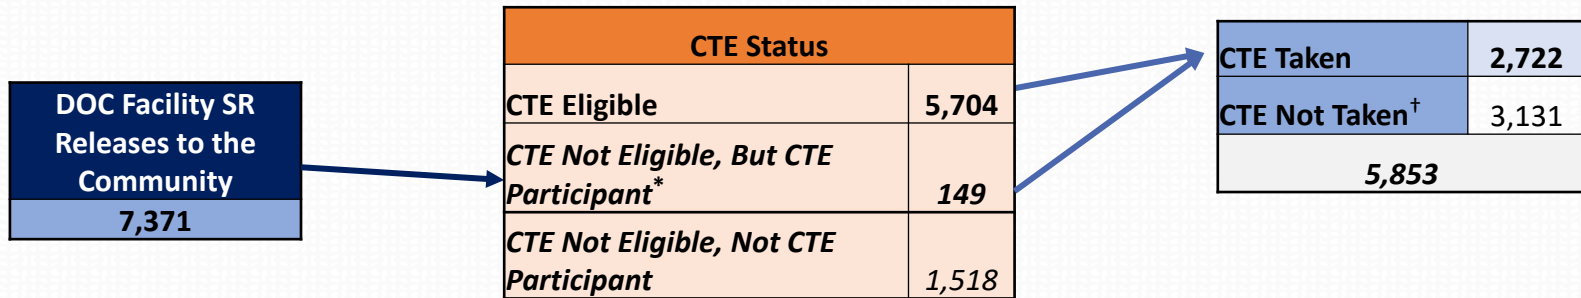 DOC Facility SR
Releases to the
Community
7,371
CTE Status
CTE Eligible 5,704
CTE Not Eligible, But CTE
Participant* 149
CTE Not Eligible, Not CTE
Participant 1,518
CTE Taken 2,722
CTE Not Taken† 3,131
5,853